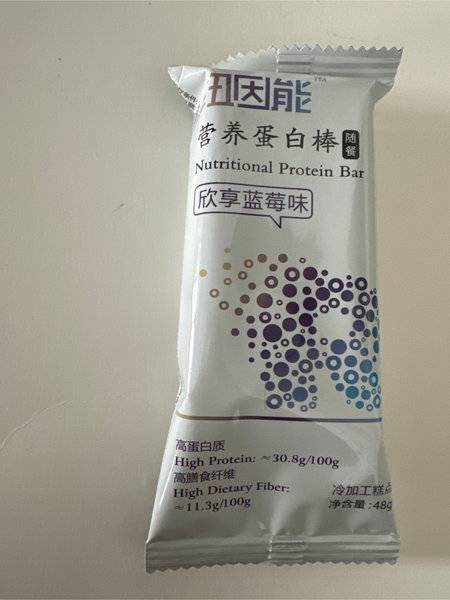 因能™
营养蛋白棒 随餐
Nutritional Protein Bar
欣享蓝莓味
高蛋白质
High Protein: ≈30.8g/100g
高膳食纤维
High Dietary Fiber:
≈11.3g/100g
冷加工糕点
净含量:48g